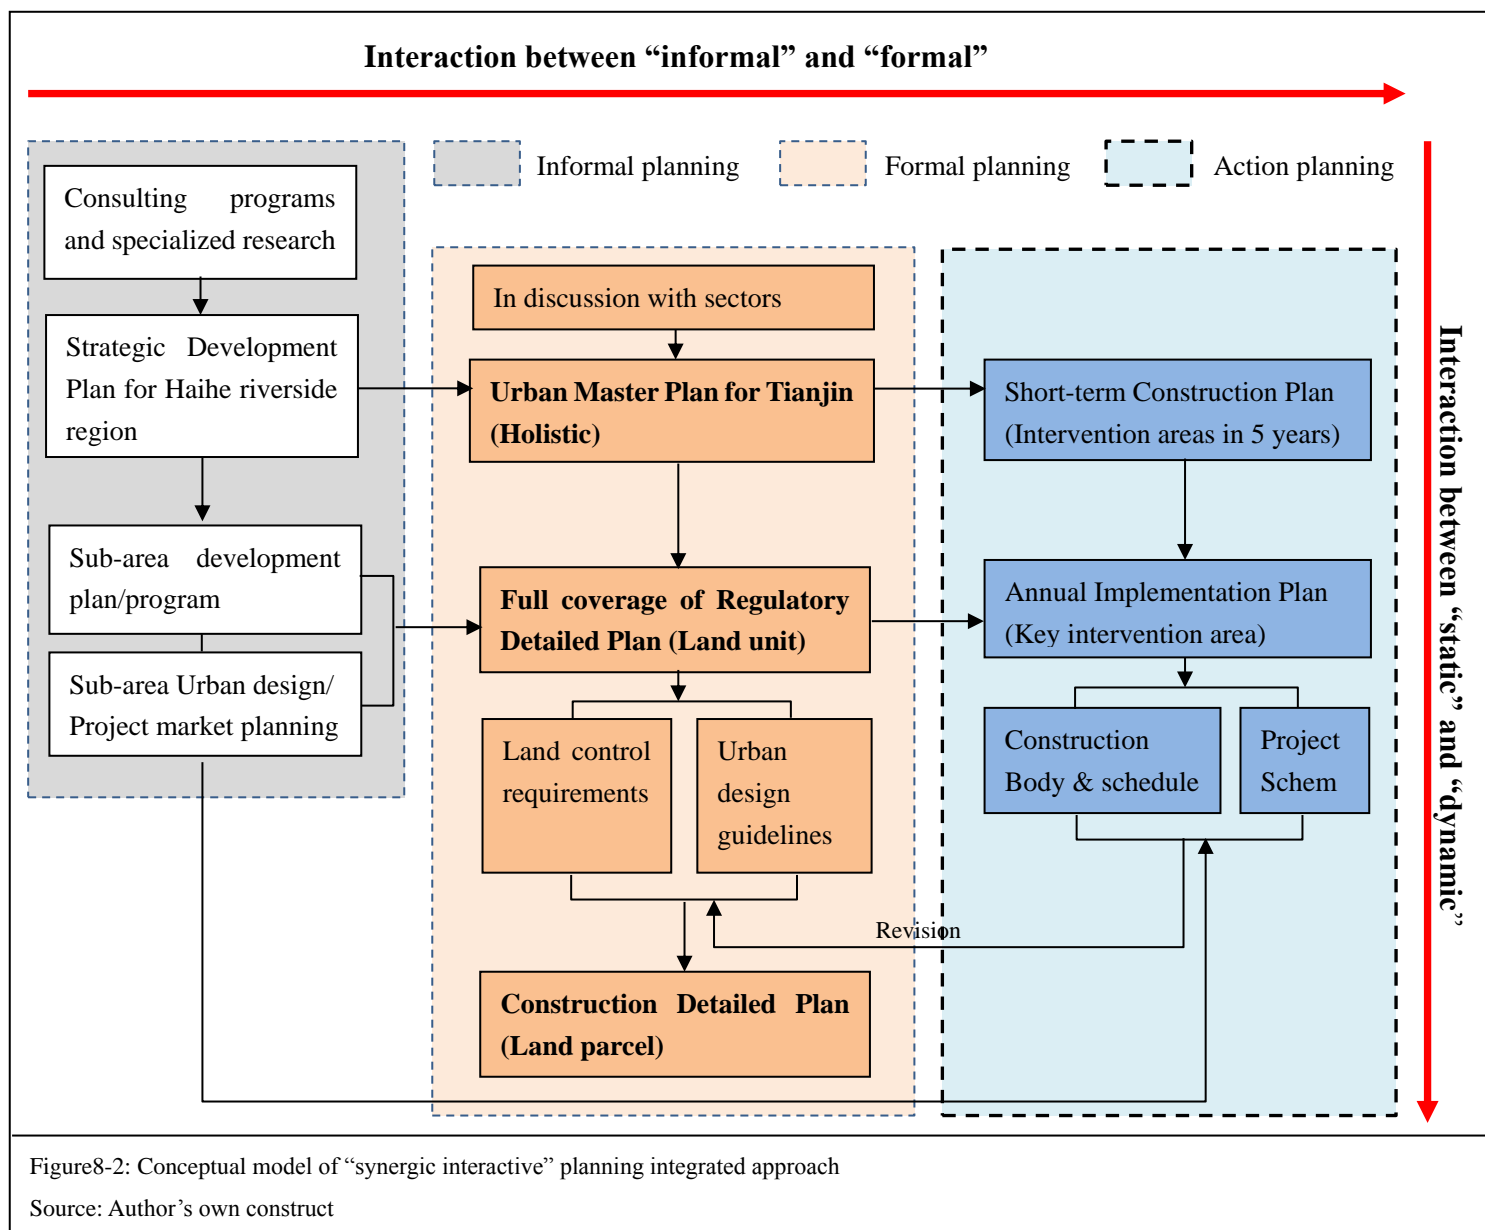 Interaction between “informal” and “formal”
Informal planning
Formal planning
Action planning
Consulting programs
and specialized research
Strategic Development
Plan for Haihe riverside
region
Sub-area development
plan/program
Sub-area Urban design/
Project market planning
In discussion with sectors
Urban Master Plan for Tianjin
(Holistic)
Full coverage of Regulatory
Detailed Plan (Land unit)
Land control
requirements
Urban
design
guidelines
Construction Detailed Plan
(Land parcel)
Short-term Construction Plan
(Intervention areas in 5 years)
Annual Implementation Plan
(Key intervention area)
Construction
Body & schedule
Project
Schem
Revision
Interaction between “static” and “dynamic”
Figure8-2: Conceptual model of “synergic interactive” planning integrated approach
Source: Author’s own construct